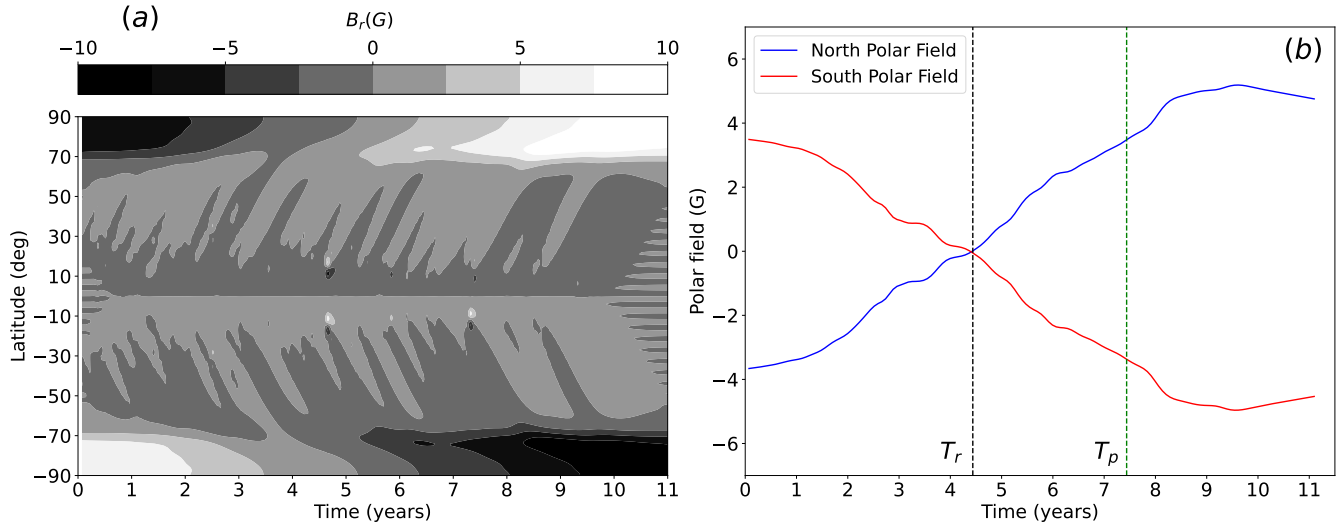 (a)
B_r(G)
−10 −5 0 5 10
90
70
50
30
10
−10
−30
−50
−70
−90
Latitude (deg)
0 1 2 3 4 5 6 7 8 9 10 11
Time (years)
(b)
North Polar Field
South Polar Field
6
4
2
0
−2
−4
−6
Polar field (G)
T_r
T_p
0 1 2 3 4 5 6 7 8 9 10 11
Time (years)